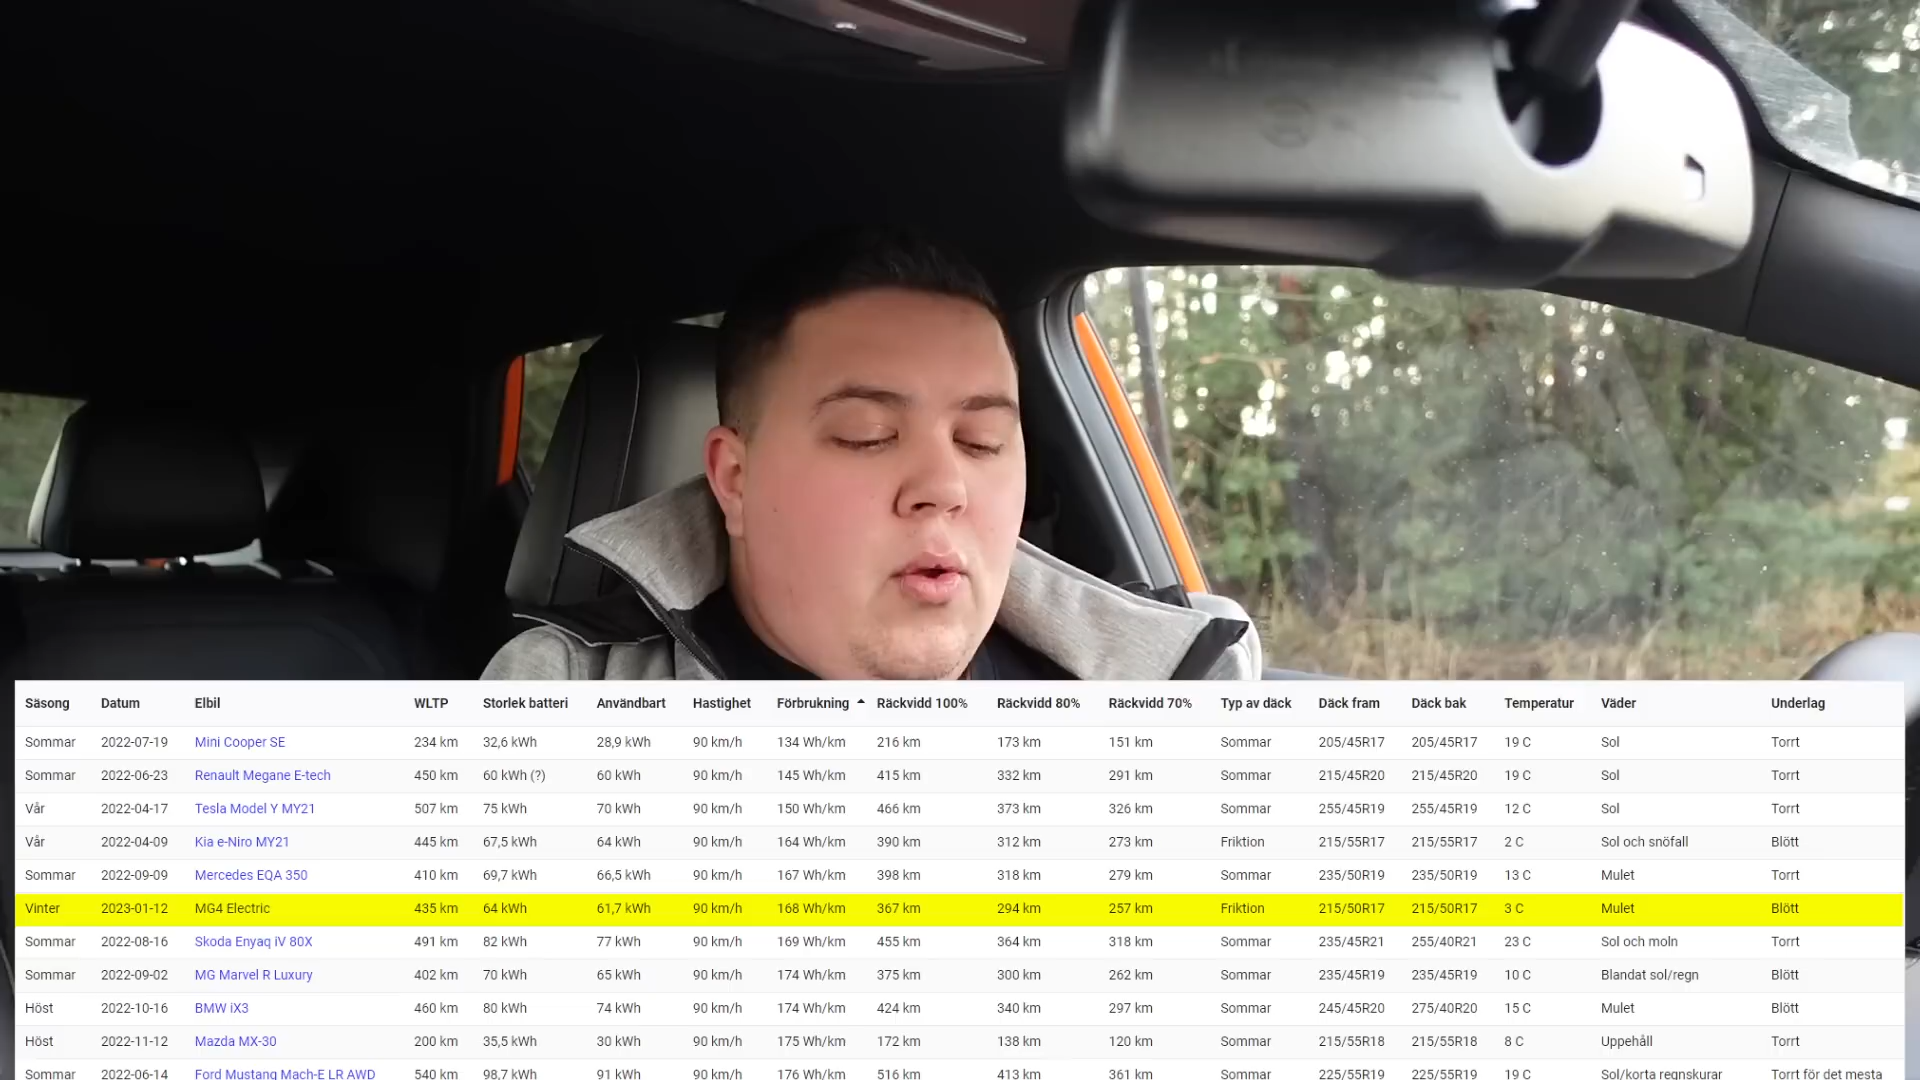 Säsong Datum Elbil WLTP Storlek batteri Användbart Hastighet Förbrukning Räckvidd 100% Räckvidd 80% Räckvidd 70% Typ av däck Däck fram Däck bak Temperatur Väder Underlag
Sommar 2022-07-19 Mini Cooper SE 234 km 32,6 kWh 28,9 kWh 90 km/h 134 Wh/km 216 km 173 km 151 km Sommar 205/45R17 205/45R17 19 C Sol Torrt
Sommar 2022-06-23 Renault Megane E-tech 450 km 60 kWh (?) 60 kWh 90 km/h 145 Wh/km 415 km 332 km 291 km Sommar 215/45R20 215/45R20 19 C Sol Torrt
Vår 2022-04-17 Tesla Model Y MY21 507 km 75 kWh 70 kWh 90 km/h 150 Wh/km 466 km 373 km 326 km Sommar 255/45R19 255/45R19 12 C Sol Torrt
Vår 2022-04-09 Kia e-Niro MY21 445 km 67,5 kWh 64 kWh 90 km/h 164 Wh/km 390 km 312 km 273 km Friktion 215/55R17 215/55R17 2 C Sol och snöfall Blött
Sommar 2022-09-09 Mercedes EQA 350 410 km 69,7 kWh 66,5 kWh 90 km/h 167 Wh/km 398 km 318 km 279 km Sommar 235/50R19 235/50R19 13 C Mulet Torrt
Vinter 2023-01-12 MG4 Electric 435 km 64 kWh 61,7 kWh 90 km/h 168 Wh/km 367 km 294 km 257 km Friktion 215/50R17 215/50R17 3 C Mulet Blött
Sommar 2022-08-16 Skoda Enyaq iV 80X 491 km 82 kWh 77 kWh 90 km/h 169 Wh/km 455 km 364 km 318 km Sommar 235/45R21 255/40R21 23 C Sol och moln Torrt
Sommar 2022-09-02 MG Marvel R Luxury 402 km 70 kWh 65 kWh 90 km/h 174 Wh/km 375 km 300 km 262 km Sommar 235/45R19 235/45R19 10 C Blandat sol/regn Blött
Höst 2022-10-16 BMW iX3 460 km 80 kWh 74 kWh 90 km/h 174 Wh/km 424 km 340 km 297 km Sommar 245/45R20 275/40R20 15 C Mulet Blött
Höst 2022-11-12 Mazda MX-30 200 km 35,5 kWh 30 kWh 90 km/h 175 Wh/km 172 km 138 km 120 km Sommar 215/55R18 215/55R18 8 C Uppehåll Torrt
Sommar 2022-06-14 Ford Mustang Mach-E LR AWD 540 km 98,7 kWh 91 kWh 90 km/h 176 Wh/km 516 km 413 km 361 km Sommar 225/55R19 225/55R19 19 C Sol/korta regnskurar Torrt för det mesta